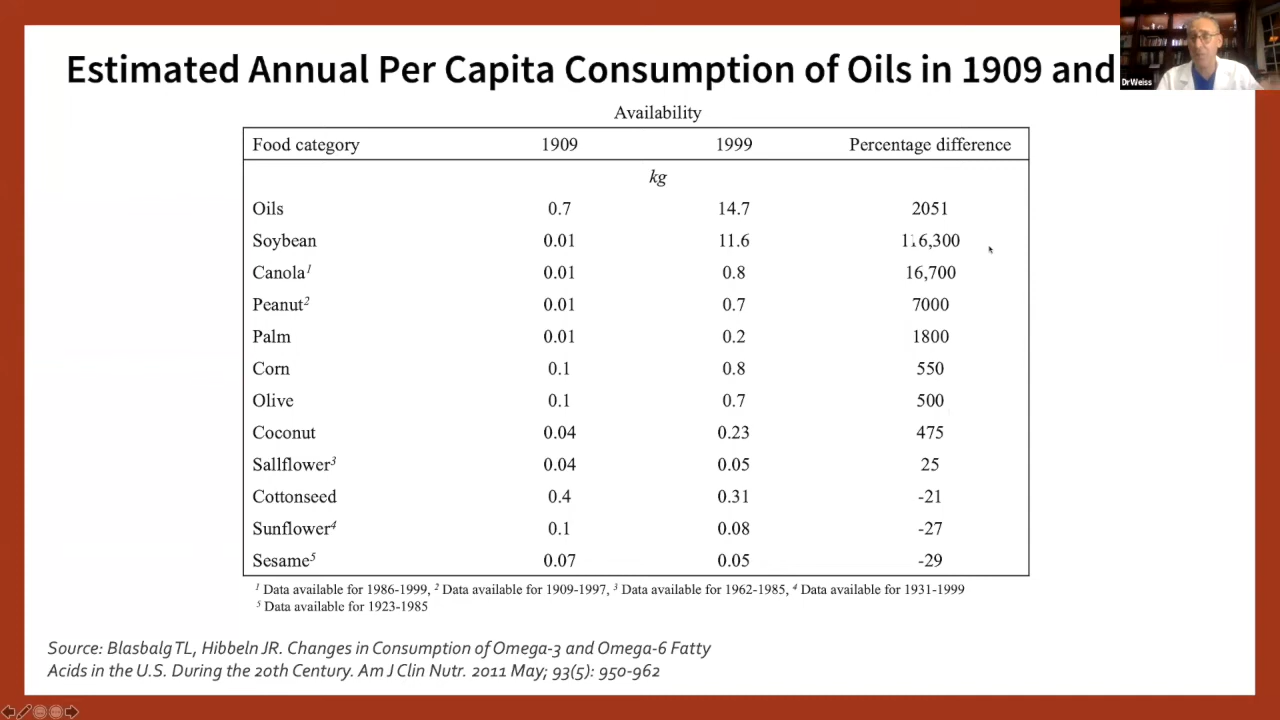 Estimated Annual Per Capita Consumption of Oils in 1909 and
DrWeiss
Availability
Food category 1909 1999 Percentage difference
kg
Oils 0.7 14.7 2051
Soybean 0.01 11.6 116,300
Canola1 0.01 0.8 16,700
Peanut2 0.01 0.7 7000
Palm 0.01 0.2 1800
Corn 0.1 0.8 550
Olive 0.1 0.7 500
Coconut 0.04 0.23 475
Sallflower3 0.04 0.05 25
Cottonseed 0.4 0.31 -21
Sunflower4 0.1 0.08 -27
Sesame5 0.07 0.05 -29
1 Data available for 1986-1999, 2 Data available for 1909-1997, 3 Data available for 1962-1985, 4 Data available for 1931-1999
5 Data available for 1923-1985
Source: Blasbalg TL, Hibbeln JR. Changes in Consumption of Omega-3 and Omega-6 Fatty
Acids in the U.S. During the 20th Century. Am J Clin Nutr. 2011 May; 93(5): 950-962